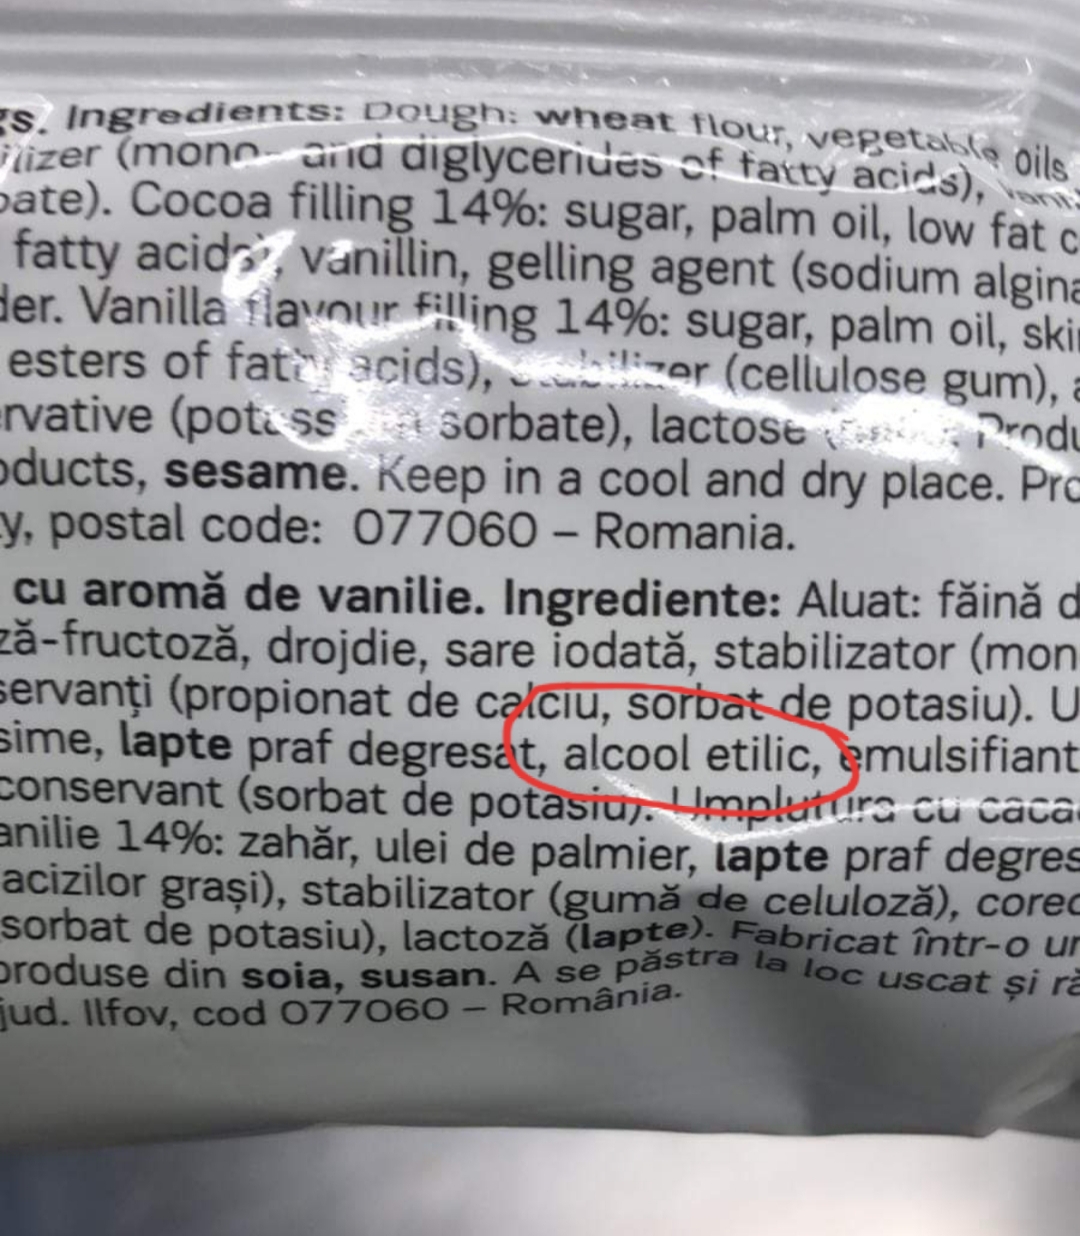 gs. Ingredients: Dough: wheat flour, vegetable oils
ilizer (mono- and diglycerides of fatty acids),
bate). Cocoa filling 14%: sugar, palm oil, low fat c
fatty acids), vanillin, gelling agent (sodium algina
der. Vanilla flavour filling 14%: sugar, palm oil, ski
esters of fatty acids), stabilizer (cellulose gum), a
ervative (potassium sorbate), lactose Produ
oducts, sesame. Keep in a cool and dry place. Pro
ty, postal code: 077060 – Romania.
cu aromă de vanilie. Ingrediente: Aluat: făină d
ză-fructoză, drojdie, sare iodată, stabilizator (mon
servanți (propionat de calciu, sorbat de potasiu). U
sime, lapte praf degresat, alcool etilic, emulsifiant
conservant (sorbat de potasiu). Umplutura cu caca
anilie 14%: zahăr, ulei de palmier, lapte praf degres
acizilor grași), stabilizator (gumă de celuloză), corec
sorbat de potasiu), lactoză (lapte). Fabricat într-o un
produse din soia, susan. A se păstra la loc uscat și ră
jud. Ilfov, cod 077060 – România.